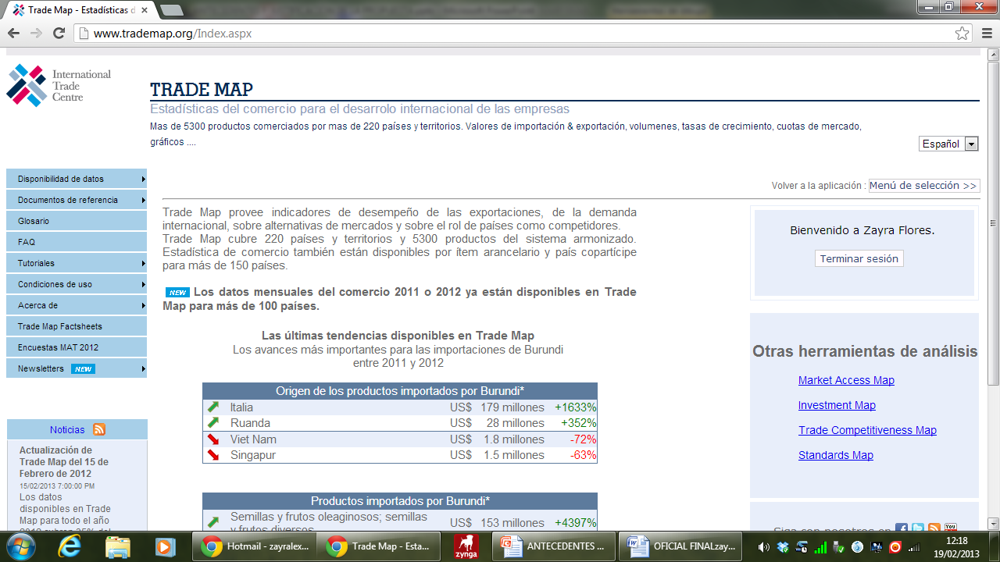 Trade Map - Estadísticas d
www.trademap.org/Index.aspx
International
Trade
Centre
TRADE MAP
Estadísticas del comercio para el desarrolo internacional de las empresas
Mas de 5300 productos comerciados por mas de 220 países y territorios. Valores de importación & exportación, volumenes, tasas de crecimiento, cuotas de mercado,
gráficos ....
Español
Disponibilidad de datos
Documentos de referencia
Glosario
FAQ
Tutoriales
Condiciones de uso
Acerca de
Trade Map Factsheets
Encuestas MAT 2012
Newsletters NEW
Noticias
Actualización de
Trade Map del 15 de
Febrero de 2012
15/02/2013 7:00:00 PM
Los datos
disponibles en Trade
Map para todo el año
2012 cubren 35% del
Volver a la aplicación : Menú de selección >>
Trade Map provee indicadores de desempeño de las exportaciones, de la demanda
internacional, sobre alternativas de mercados y sobre el rol de países como competidores.
Trade Map cubre 220 países y territorios y 5300 productos del sistema armonizado.
Estadística de comercio también están disponibles por ítem arancelario y país copartícipe
para más de 150 países.
NEW Los datos mensuales del comercio 2011 o 2012 ya están disponibles en Trade
Map para más de 100 países.
Las últimas tendencias disponibles en Trade Map
Los avances más importantes para las importaciones de Burundi
entre 2011 y 2012
Origen de los productos importados por Burundi*
Italia US$ 179 millones +1633%
Ruanda US$ 28 millones +352%
Viet Nam US$ 1.8 millones -72%
Singapur US$ 1.5 millones -63%
Productos importados por Burundi*
Semillas y frutos oleaginosos; semillas
y frutos diversos US$ 153 millones +4397%
Bienvenido a Zayra Flores.
Terminar sesión
Otras herramientas de análisis
Market Access Map
Investment Map
Trade Competitiveness Map
Standards Map
Siga con nosotros en
You
Hotmail - zayralex...
Trade Map - Esta...
zynga
ANTECEDENTES ...
OFICIAL FINALzay...
12:18
19/02/2013